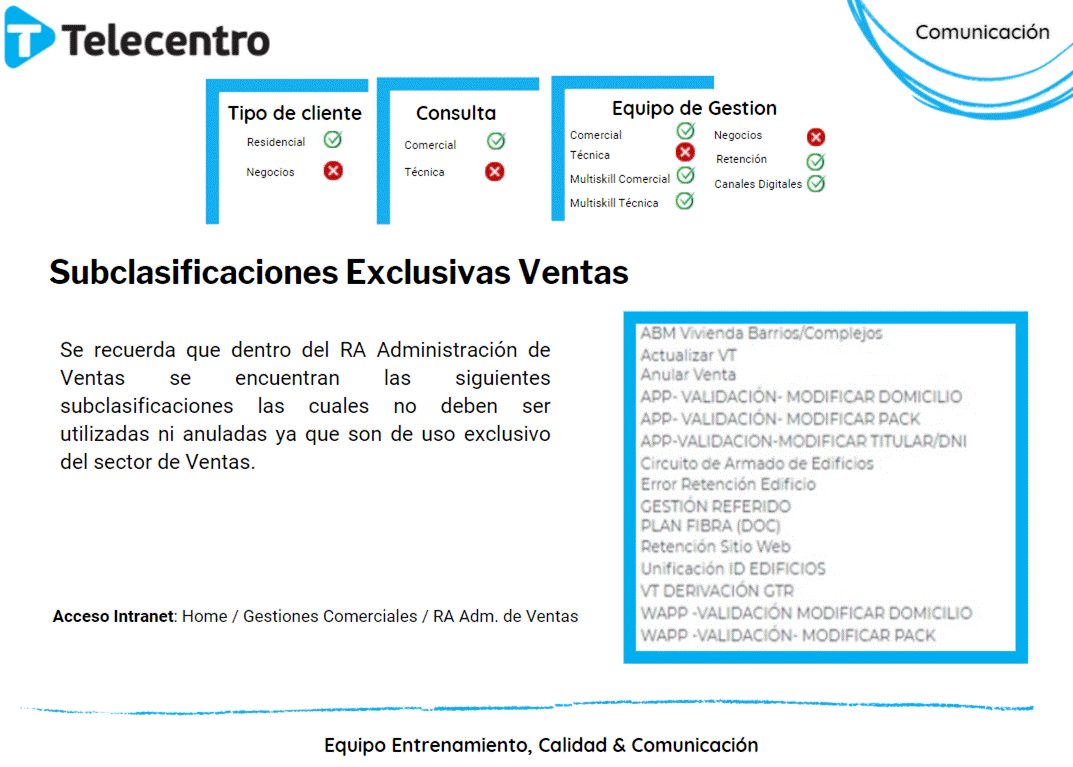 Telecentro
Comunicación
Tipo de cliente
Residencial
Negocios
Consulta
Comercial
Técnica
Equipo de Gestion
Comercial
Técnica
Multiskill Comercial
Multiskill Técnica
Negocios
Retención
Canales Digitales
Subclasificaciones Exclusivas Ventas
Se recuerda que dentro del RA Administración de
Ventas se encuentran las siguientes
subclasificaciones las cuales no deben ser
utilizadas ni anuladas ya que son de uso exclusivo
del sector de Ventas.
Acceso Intranet: Home / Gestiones Comerciales / RA Adm. de Ventas
ABM Vivienda Barrios/Complejos
Actualizar VT
Anular Venta
APP- VALIDACIÓN- MODIFICAR DOMICILIO
APP- VALIDACIÓN- MODIFICAR PACK
APP-VALIDACION-MODIFICAR TITULAR/DNI
Circuito de Armado de Edificios
Error Retención Edificio
GESTIÓN REFERIDO
PLAN FIBRA (DOC)
Retención Sitio Web
Unificación ID EDIFICIOS
VT DERIVACIÓN GTR
WAPP -VALIDACIÓN MODIFICAR DOMICILIO
WAPP -VALIDACIÓN- MODIFICAR PACK
Equipo Entrenamiento, Calidad & Comunicación